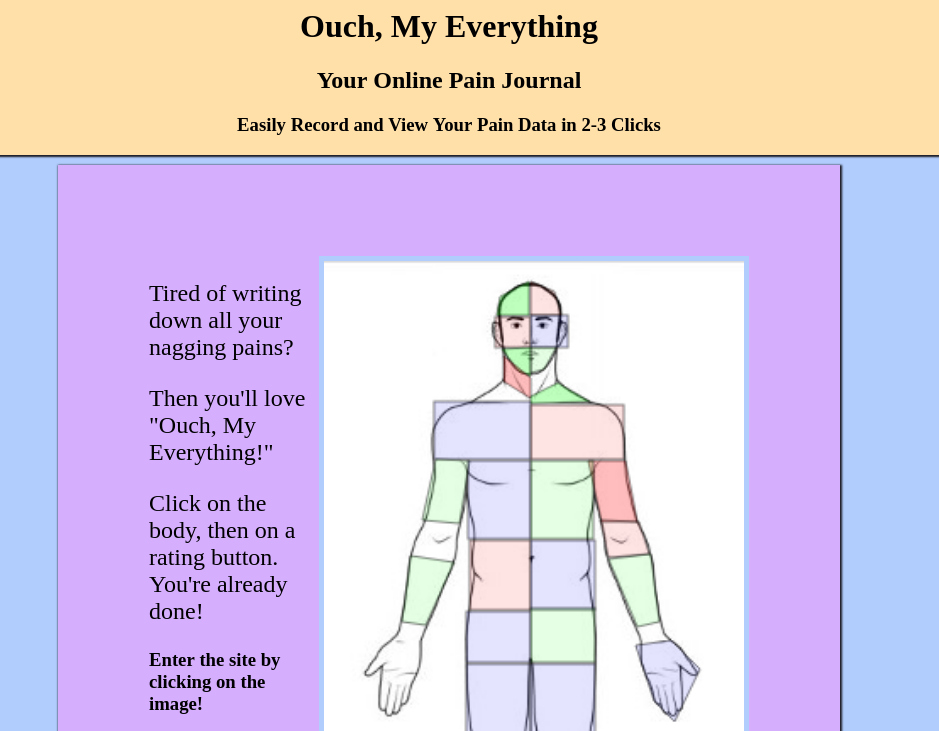 Ouch, My Everything
Your Online Pain Journal
Easily Record and View Your Pain Data in 2-3 Clicks
Tired of writing
down all your
nagging pains?
Then you'll love
"Ouch, My
Everything!"
Click on the
body, then on a
rating button.
You're already
done!
Enter the site by
clicking on the
image!